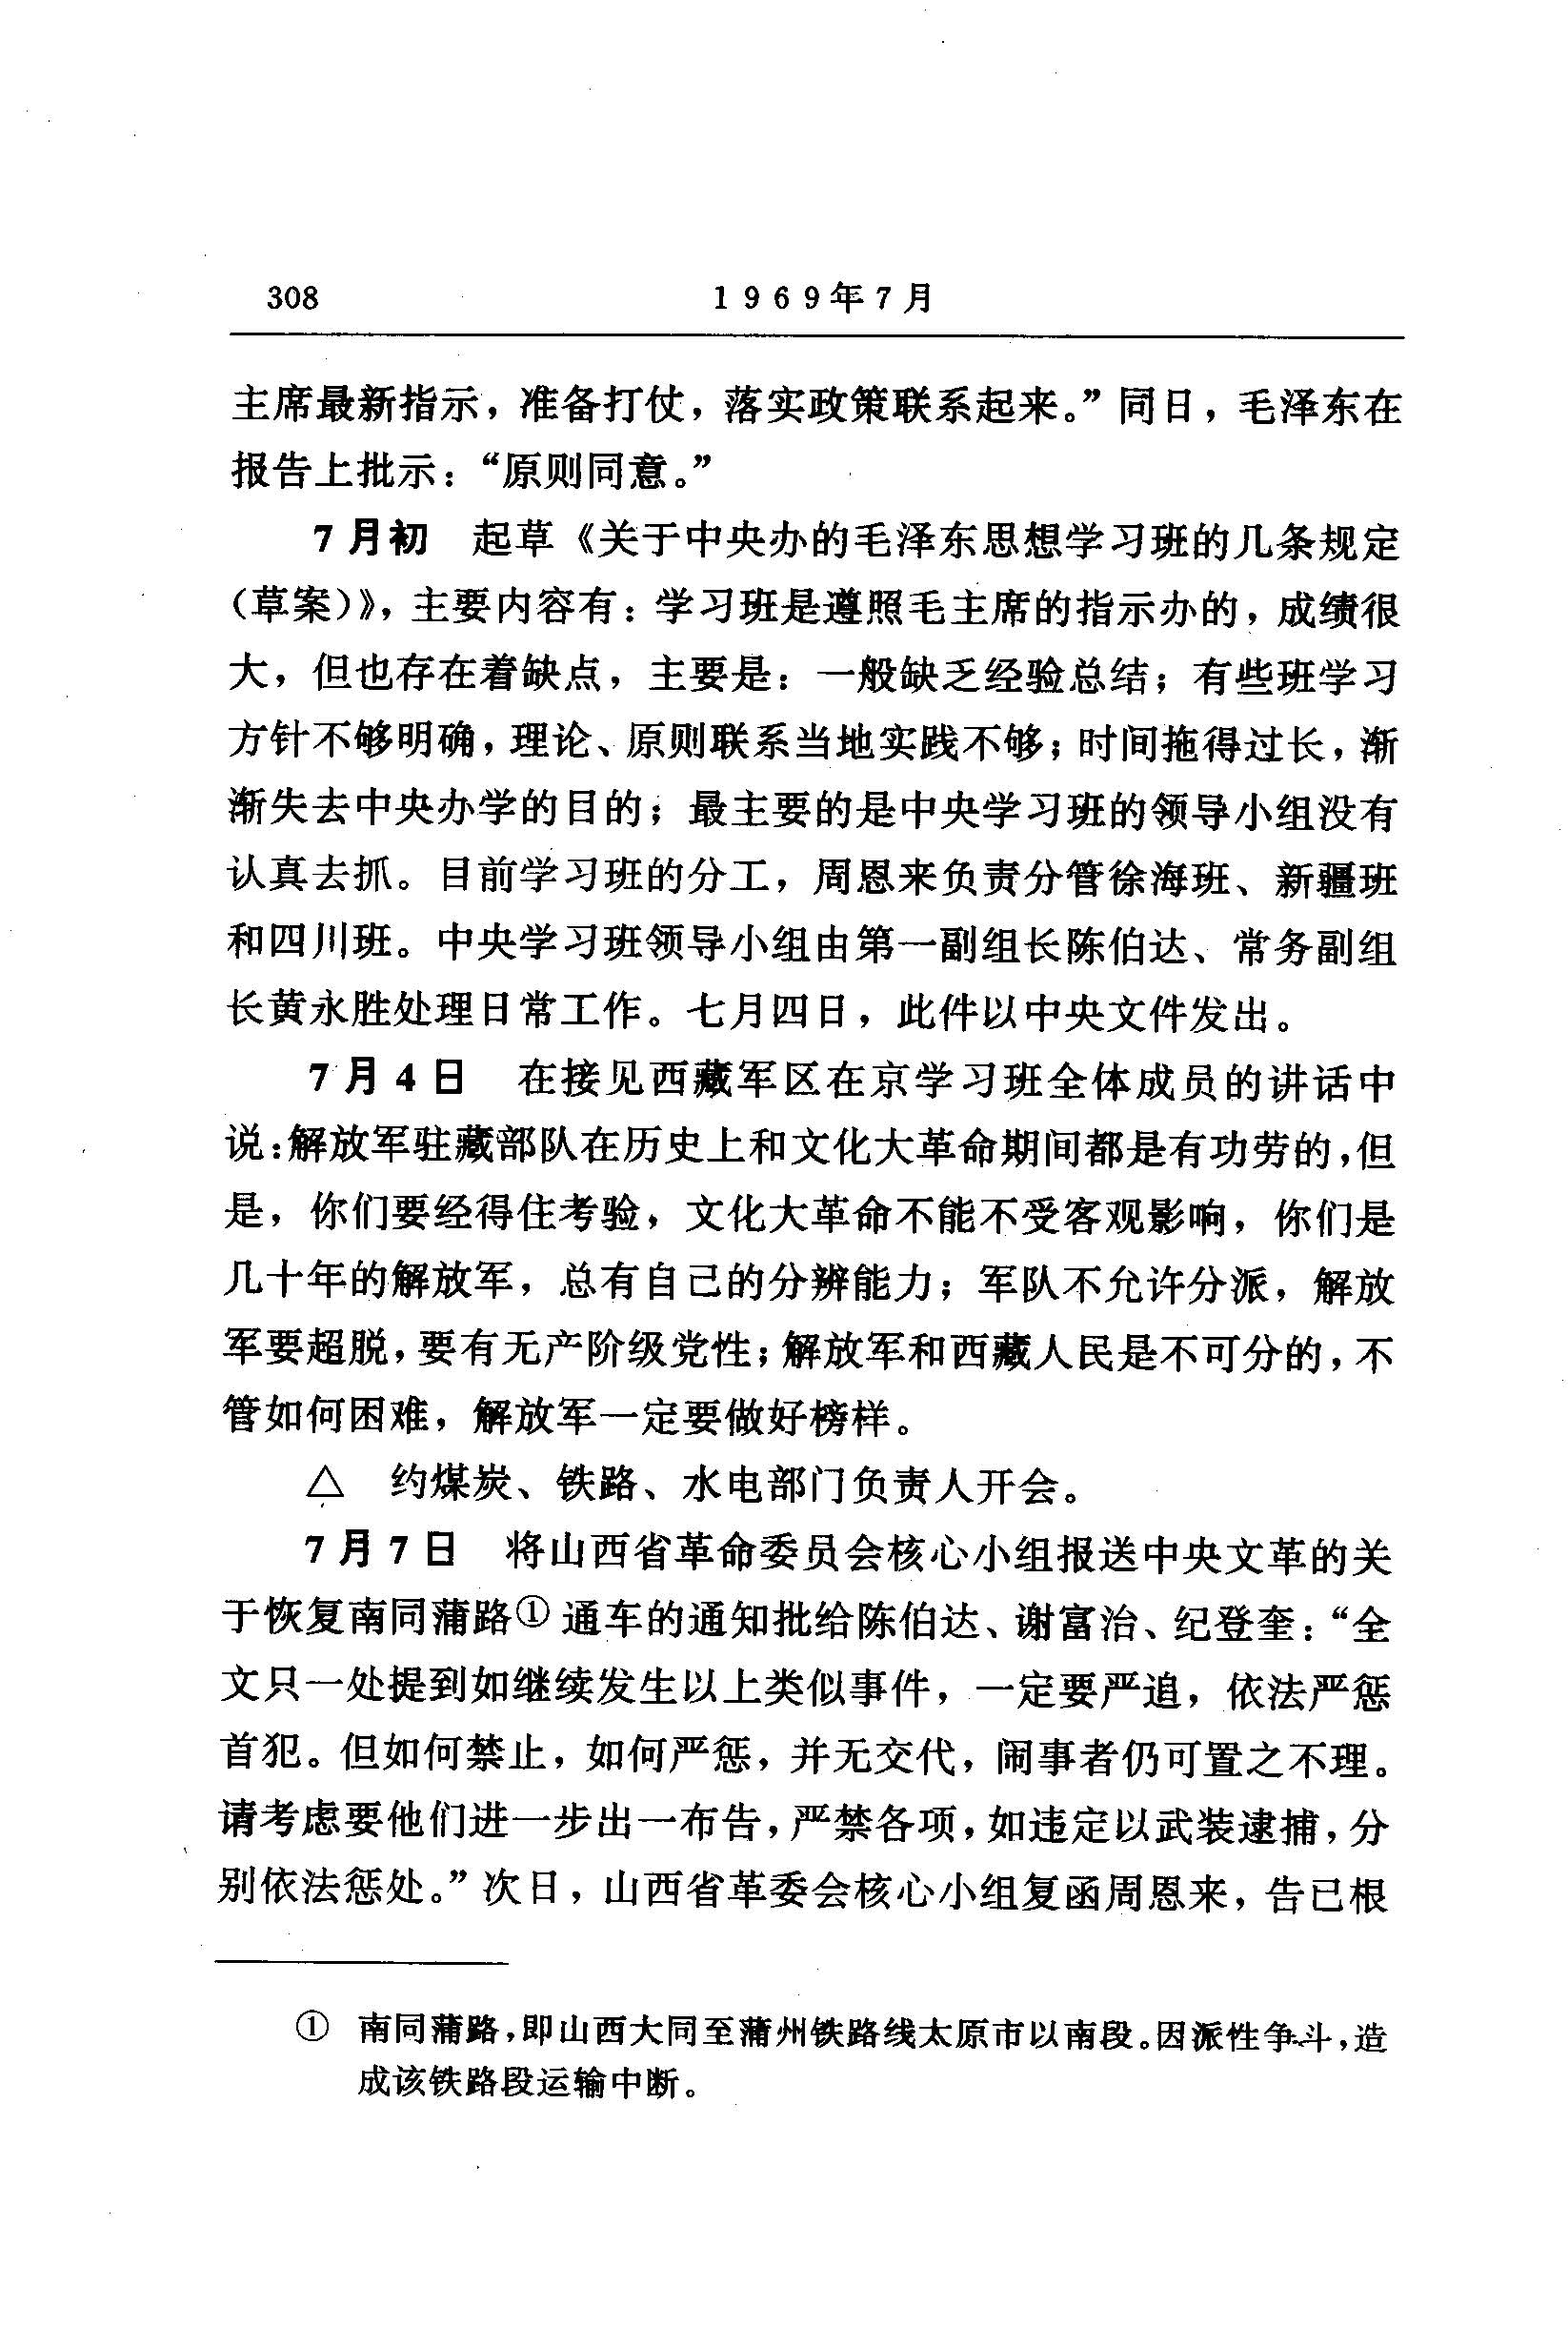 308
1969年7月
主席最新指示，准备打仗，落实政策联系起来。”同日，毛泽东在
报告上批示：“原则同意。”
7月初　起草《关于中央办的毛泽东思想学习班的几条规定
（草案）》，主要内容有：学习班是遵照毛主席的指示办的，成绩很
大，但也存在着缺点，主要是：一般缺乏经验总结；有些班学习
方针不够明确，理论、原则联系当地实践不够；时间拖得过长，渐
渐失去中央办学的目的；最主要的是中央学习班的领导小组没有
认真去抓。目前学习班的分工，周恩来负责分管徐海班、新疆班
和四川班。中央学习班领导小组由第一副组长陈伯达、常务副组
长黄永胜处理日常工作。七月四日，此件以中央文件发出。
7月4日　在接见西藏军区在京学习班全体成员的讲话中
说：解放军驻藏部队在历史上和文化大革命期间都是有功劳的，但
是，你们要经得住考验，文化大革命不能不受客观影响，你们是
几十年的解放军，总有自己的分辨能力；军队不允许分派，解放
军要超脱，要有无产阶级党性；解放军和西藏人民是不可分的，不
管如何困难，解放军一定要做好榜样。
△　约煤炭、铁路、水电部门负责人开会。
7月7日　将山西省革命委员会核心小组报送中央文革的关
于恢复南同蒲路①通车的通知批给陈伯达、谢富治、纪登奎：“全
文只一处提到如继续发生以上类似事件，一定要严追，依法严惩
首犯。但如何禁止，如何严惩，并无交代，闹事者仍可置之不理。
请考虑要他们进一步出一布告，严禁各项，如违定以武装逮捕，分
别依法惩处。”次日，山西省革委会核心小组复函周恩来，告已根
①　南同蒲路，即山西大同至蒲州铁路线太原市以南段。因派性争斗，造
成该铁路段运输中断。